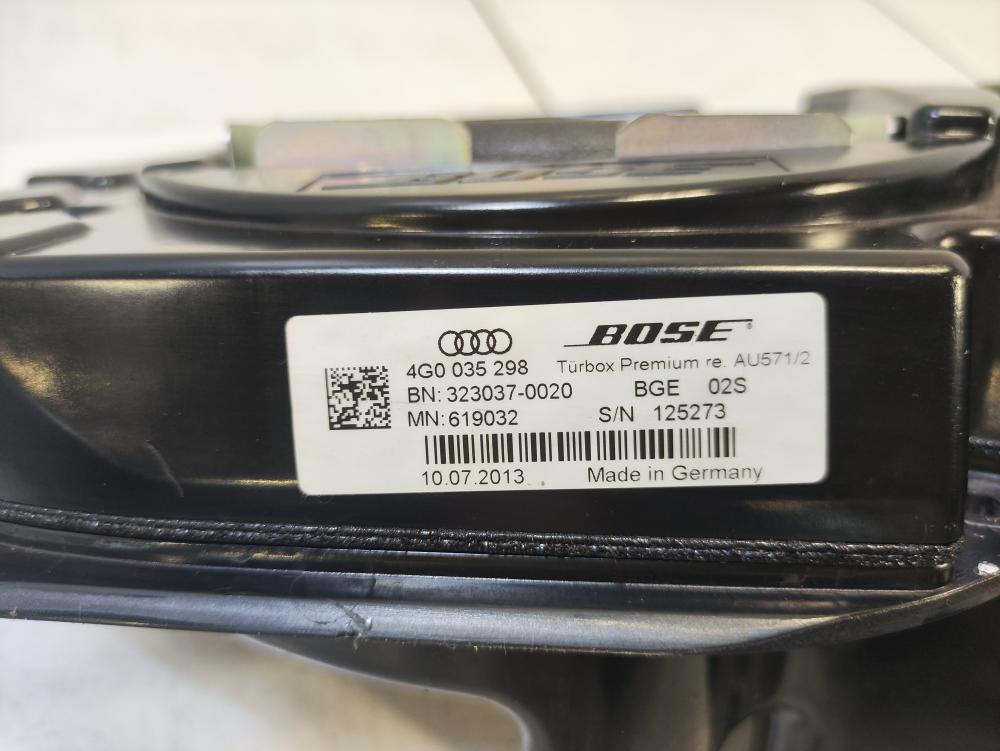 BOSE
4G0 035 298 Türbox Premium re. AU571/2
BN: 323037-0020 BGE 02S
MN: 619032 S/N 125273
10.07.2013 Made in Germany